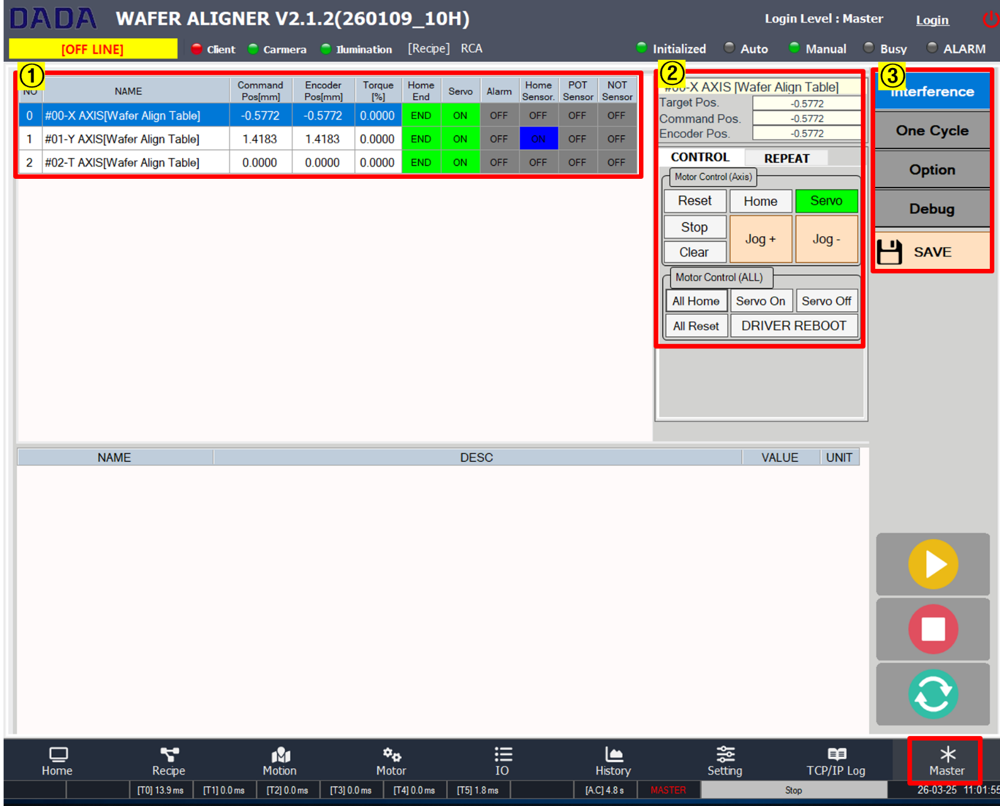 DADA WAFER ALIGNER V2.1.2(260109_10H) Login Level : Master Login
[OFF LINE] Client Carmera Ilumination [Recipe] RCA Initialized Auto Manual Busy ALARM
①
NO NAME Command Pos[mm] Encoder Pos[mm] Torque [%] Home End Servo Alarm Home Sensor. POT Sensor NOT Sensor
0 #00-X AXIS[Wafer Align Table] -0.5772 -0.5772 0.0000 END ON OFF OFF OFF OFF
1 #01-Y AXIS[Wafer Align Table] 1.4183 1.4183 0.0000 END ON OFF ON OFF OFF
2 #02-T AXIS[Wafer Align Table] 0.0000 0.0000 0.0000 END ON OFF OFF OFF OFF
②
#00-X AXIS [Wafer Align Table]
Target Pos. -0.5772
Command Pos. -0.5772
Encoder Pos. -0.5772
CONTROL REPEAT
Motor Control (Axis)
Reset Home Servo
Stop Jog + Jog -
Clear
Motor Control (ALL)
All Home Servo On Servo Off
All Reset DRIVER REBOOT
③
Interference
One Cycle
Option
Debug
SAVE
NAME DESC VALUE UNIT
Home Recipe Motion Motor IO History Setting TCP/IP Log Master
[T0] 13.9 ms [T1] 0.0 ms [T2] 0.0 ms [T3] 0.0 ms [T4] 0.0 ms [T5] 1.8 ms [A.C] 4.8 s MASTER Stop 26-03-25 11:01:55